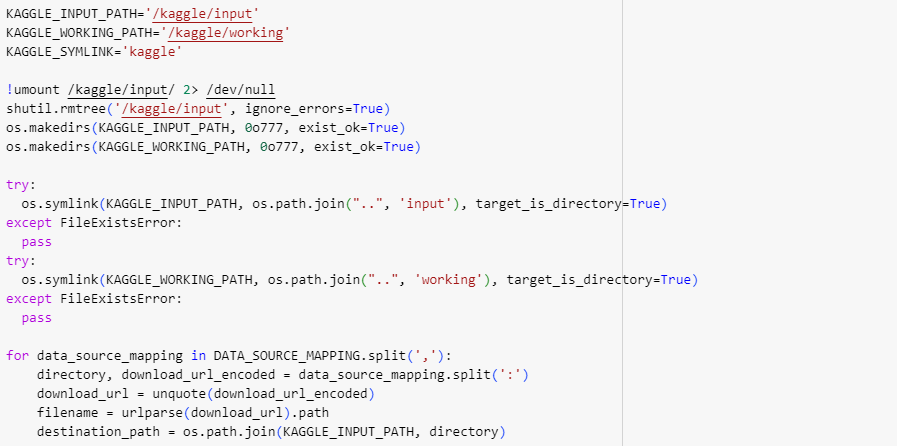 KAGGLE_INPUT_PATH='/kaggle/input'
KAGGLE_WORKING_PATH='/kaggle/working'
KAGGLE_SYMLINK='kaggle'

!umount /kaggle/input/ 2> /dev/null
shutil.rmtree('/kaggle/input', ignore_errors=True)
os.makedirs(KAGGLE_INPUT_PATH, 0o777, exist_ok=True)
os.makedirs(KAGGLE_WORKING_PATH, 0o777, exist_ok=True)

try:
  os.symlink(KAGGLE_INPUT_PATH, os.path.join("..", 'input'), target_is_directory=True)
except FileExistsError:
  pass
try:
  os.symlink(KAGGLE_WORKING_PATH, os.path.join("..", 'working'), target_is_directory=True)
except FileExistsError:
  pass

for data_source_mapping in DATA_SOURCE_MAPPING.split(','):
    directory, download_url_encoded = data_source_mapping.split(':')
    download_url = unquote(download_url_encoded)
    filename = urlparse(download_url).path
    destination_path = os.path.join(KAGGLE_INPUT_PATH, directory)